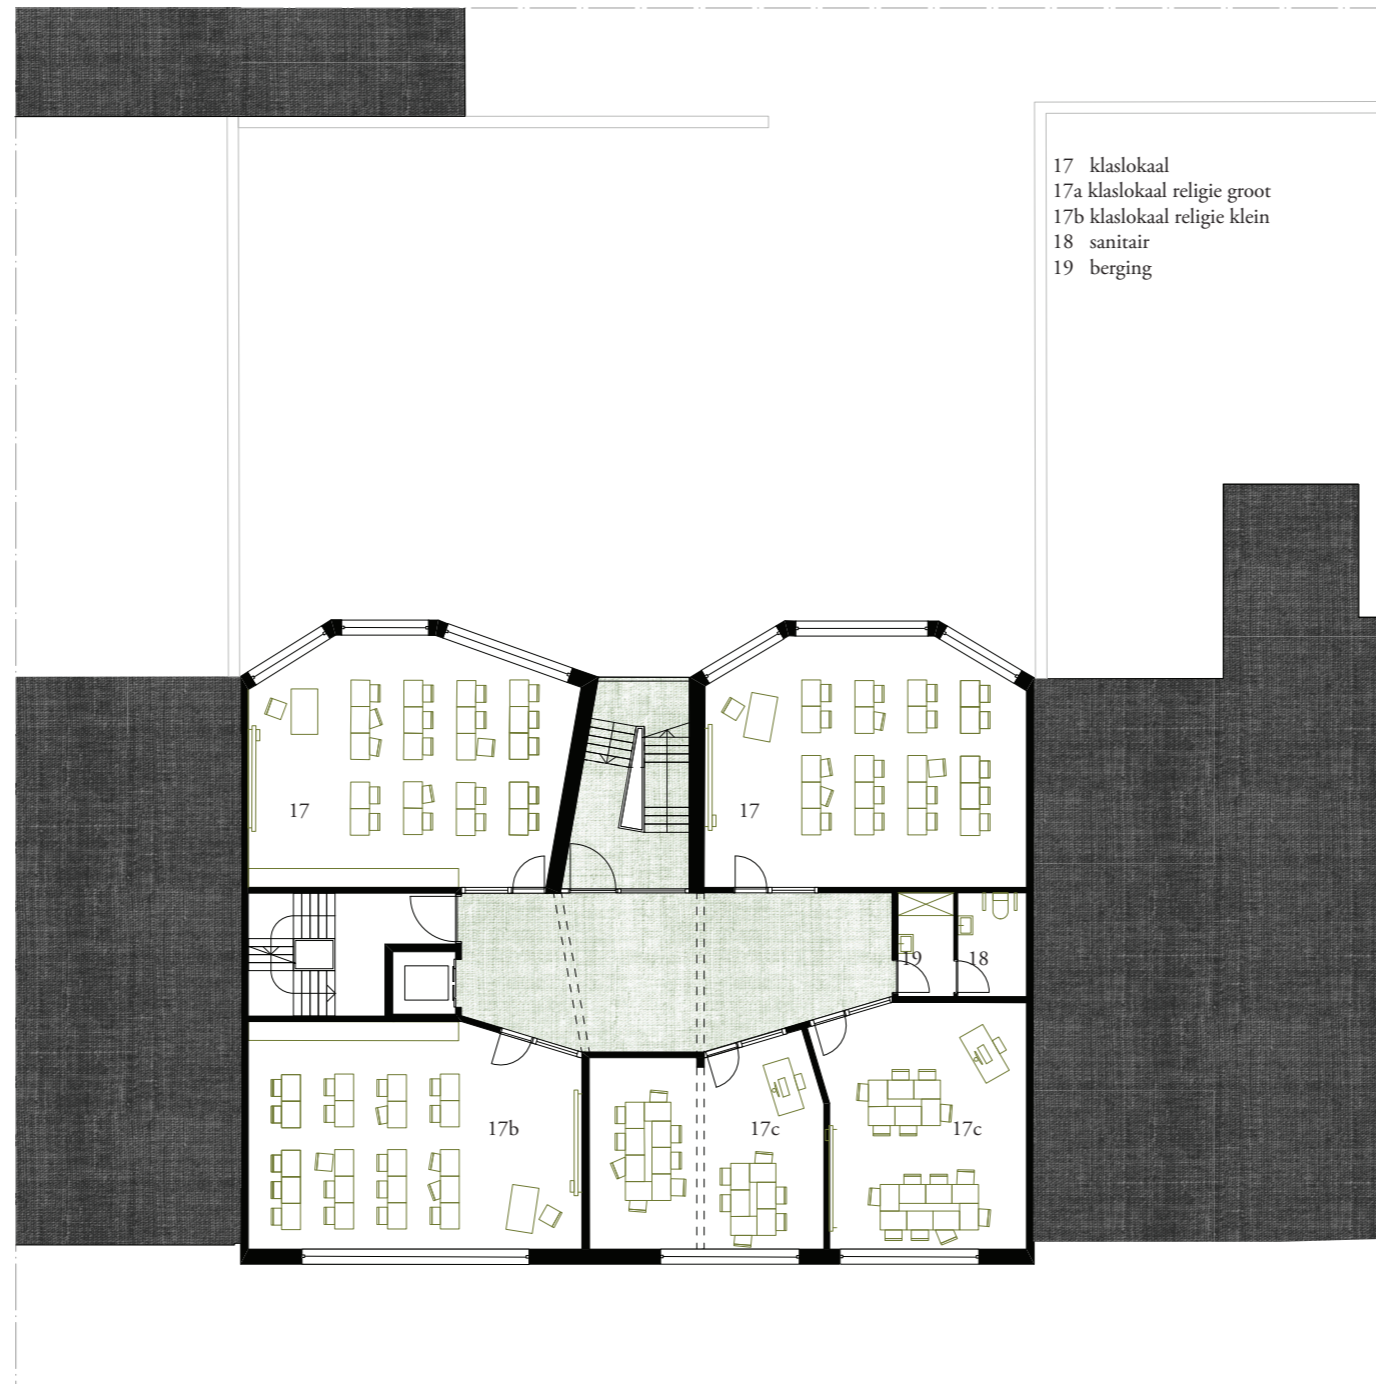 17 klaslokaal
17a klaslokaal religie groot
17b klaslokaal religie klein
18 sanitair
19 berging
17
17
19
18
17b
17c
17c